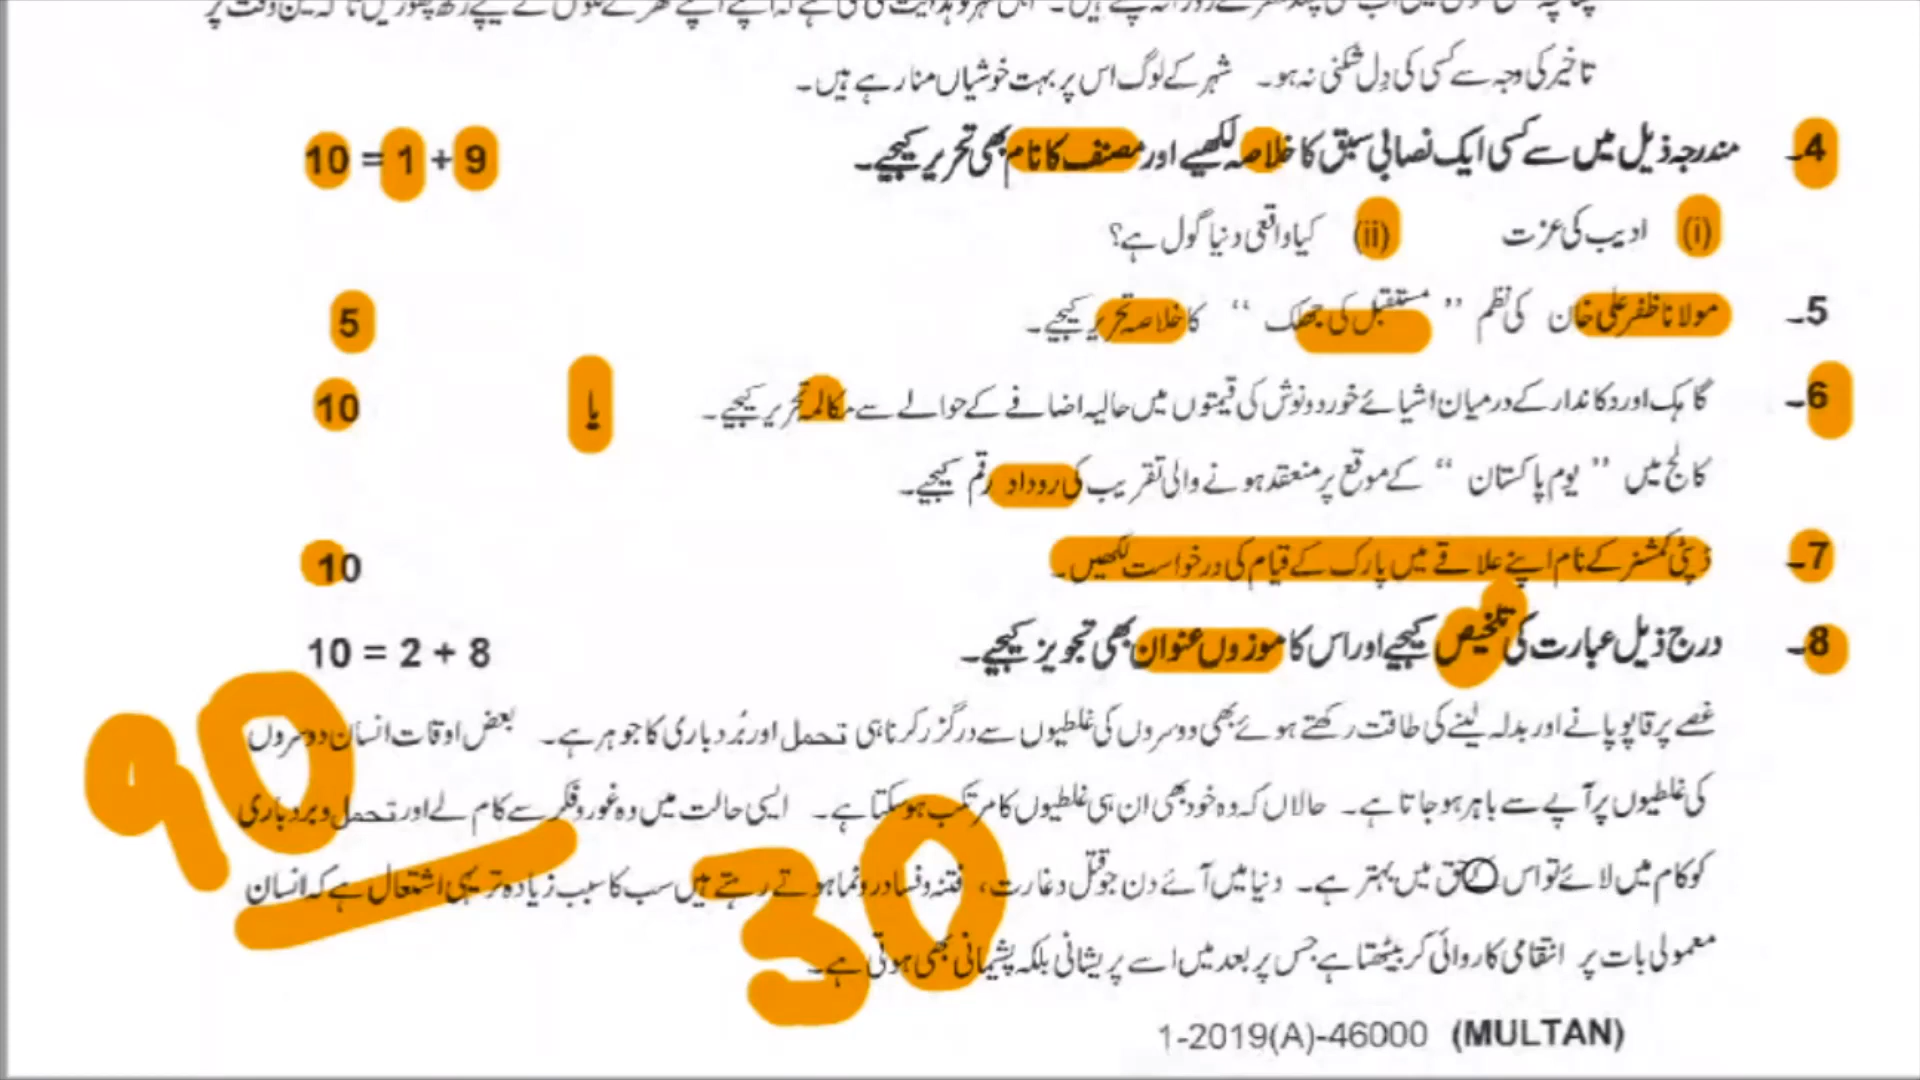 تاخیر کی وجہ سے کسی کی دِل شکنی نہ ہو۔ شہر کے لوگ اس پر بہت خوشیاں منا رہے ہیں۔
4۔ مندرجہ ذیل میں سے کسی ایک نصابی سبق کا خلاصہ لکھیے اور مصنف کا نام بھی تحریر کیجیے۔ 10 = 1 + 9
(i) ادیب کی عزت (ii) کیا واقعی دنیا گول ہے؟
5۔ مولانا ظفر علی خان کی نظم ”مستقبل کی جھلک“ کا خلاصہ تحریر کیجیے۔ 5
6۔ گاہک اور دکاندار کے درمیان اشیائے خورد و نوش کی قیمتوں میں حالیہ اضافے کے حوالے سے مکالمہ تحریر کیجیے۔ یا 10
کالج میں ”یوم پاکستان“ کے موقع پر منعقد ہونے والی تقریب کی روداد رقم کیجیے۔
7۔ ڈپٹی کمشنر کے نام اپنے علاقے میں پارک کے قیام کی درخواست لکھیں۔ 10
8۔ درج ذیل عبارت کی تلخیص کیجیے اور اس کا موزوں عنوان بھی تجویز کیجیے۔ 10 = 2 + 8
غصے پر قابو پانے اور بدلہ لینے کی طاقت رکھتے ہوئے بھی دوسروں کی غلطیوں سے درگزر کرنا ہی تحمل اور بُردباری کا جوہر ہے۔ بعض اوقات انسان دوسروں
کی غلطیوں پر آپے سے باہر ہو جاتا ہے۔ حالاں کہ وہ خود بھی ان ہی غلطیوں کا مرتکب ہو سکتا ہے۔ ایسی حالت میں وہ غور و فکر سے کام لے اور تحمل و بردباری
کو کام میں لائے تو اس کے حق میں بہتر ہے۔ دنیا میں آئے دن جو قتل و غارت، فتنہ و فساد رونما ہوتے رہتے ہیں سب کا سبب زیادہ تر یہی اشتعال ہے کہ انسان
معمولی بات پر انتقامی کاروائی کر بیٹھتا ہے جس پر بعد میں اسے پریشانی بلکہ پشیمانی بھی ہوتی ہے۔
90
30
1-2019(A)-46000 (MULTAN)